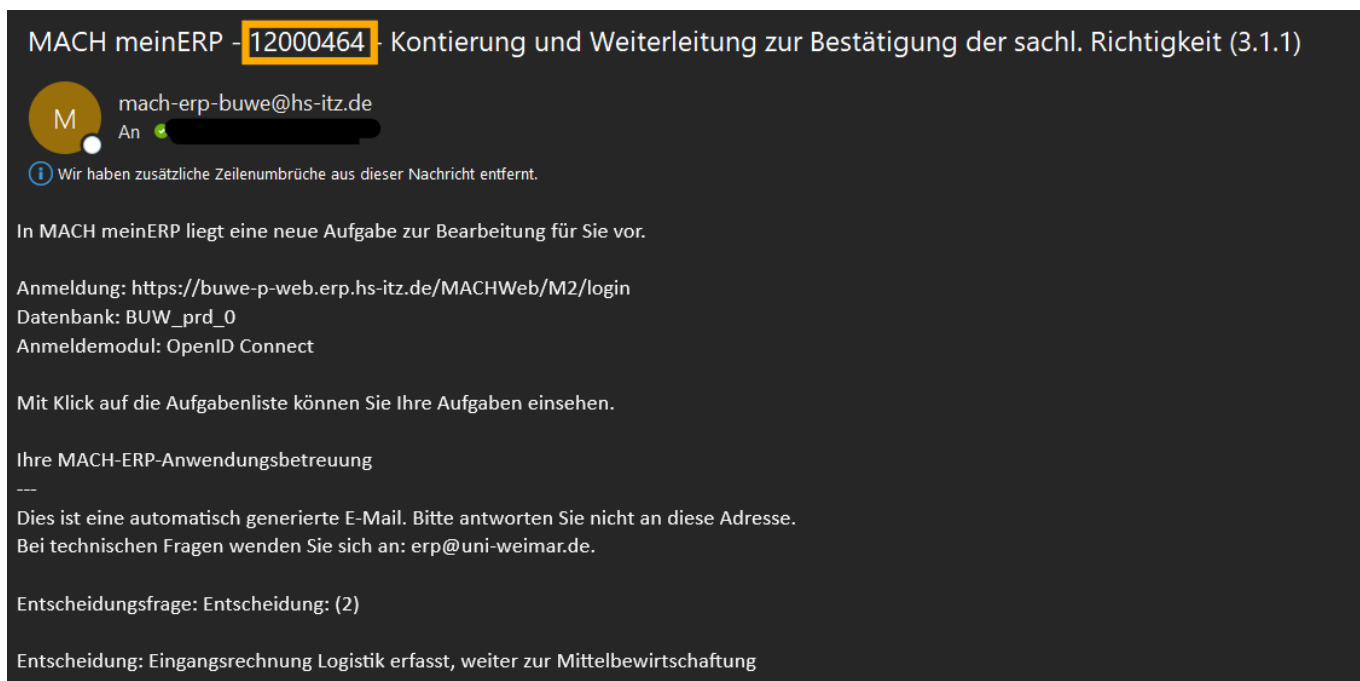 MACH meinERP - 12000464 - Kontierung und Weiterleitung zur Bestätigung der sachl. Richtigkeit (3.1.1)
M
mach-erp-buwe@hs-itz.de
An
Wir haben zusätzliche Zeilenumbrüche aus dieser Nachricht entfernt.
In MACH meinERP liegt eine neue Aufgabe zur Bearbeitung für Sie vor.
Anmeldung: https://buwe-p-web.erp.hs-itz.de/MACHWeb/M2/login
Datenbank: BUW_prd_0
Anmeldemodul: OpenID Connect
Mit Klick auf die Aufgabenliste können Sie Ihre Aufgaben einsehen.
Ihre MACH-ERP-Anwendungsbetreuung
---
Dies ist eine automatisch generierte E-Mail. Bitte antworten Sie nicht an diese Adresse.
Bei technischen Fragen wenden Sie sich an: erp@uni-weimar.de.
Entscheidungsfrage: Entscheidung: (2)
Entscheidung: Eingangsrechnung Logistik erfasst, weiter zur Mittelbewirtschaftung